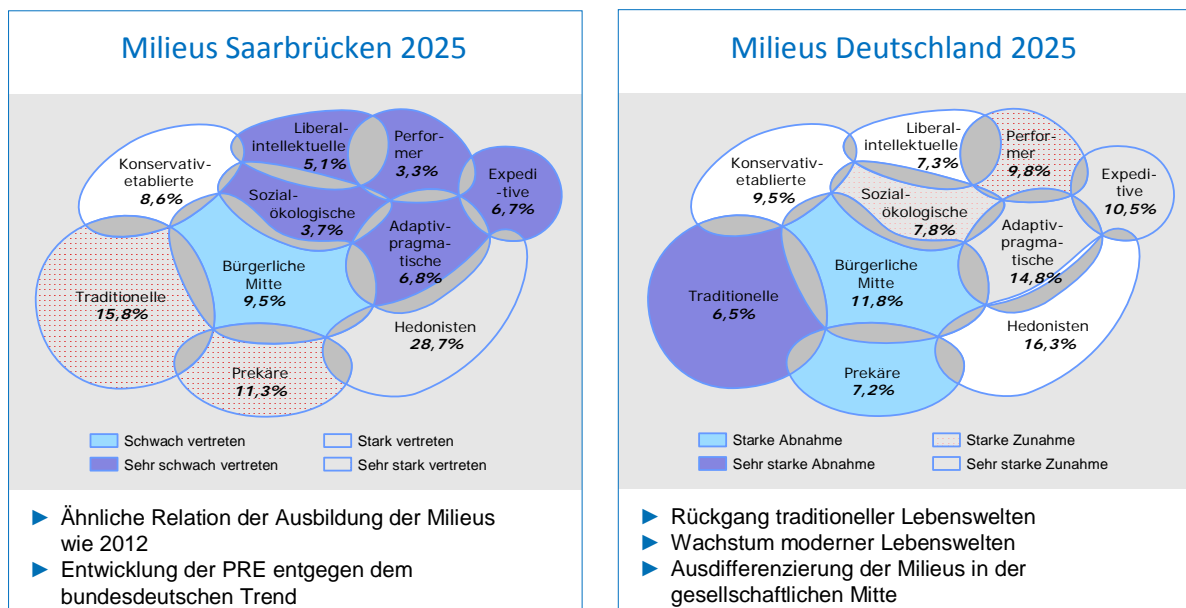 Milieus Saarbrücken 2025
Liberal-
intellektuelle
5,1%
Perfor-
mer
3,3%
Konservativ-
etablierte
8,6%
Expedi
-tive
6,7%
Sozial-
ökologische
3,7%
Adaptiv-
pragma-
tische
6,8%
Bürgerliche
Mitte
9,5%
Traditionelle
15,8%
Hedonisten
28,7%
Prekäre
11,3%
Schwach vertreten
Stark vertreten
Sehr schwach vertreten
Sehr stark vertreten
► Ähnliche Relation der Ausbildung der Milieus
wie 2012
► Entwicklung der PRE entgegen dem
bundesdeutschen Trend
Milieus Deutschland 2025
Liberal-
intellektuelle
7,3%
Perfor-
mer
9,8%
Konservativ-
etablierte
9,5%
Expedi-
tive
10,5%
Sozial-
ökologische
7,8%
Adaptiv-
pragma-
tische
14,8%
Bürgerliche
Mitte
11,8%
Traditionelle
6,5%
Hedonisten
16,3%
Prekäre
7,2%
Starke Abnahme
Starke Zunahme
Sehr starke Abnahme
Sehr starke Zunahme
► Rückgang traditioneller Lebenswelten
► Wachstum moderner Lebenswelten
► Ausdifferenzierung der Milieus in der
gesellschaftlichen Mitte